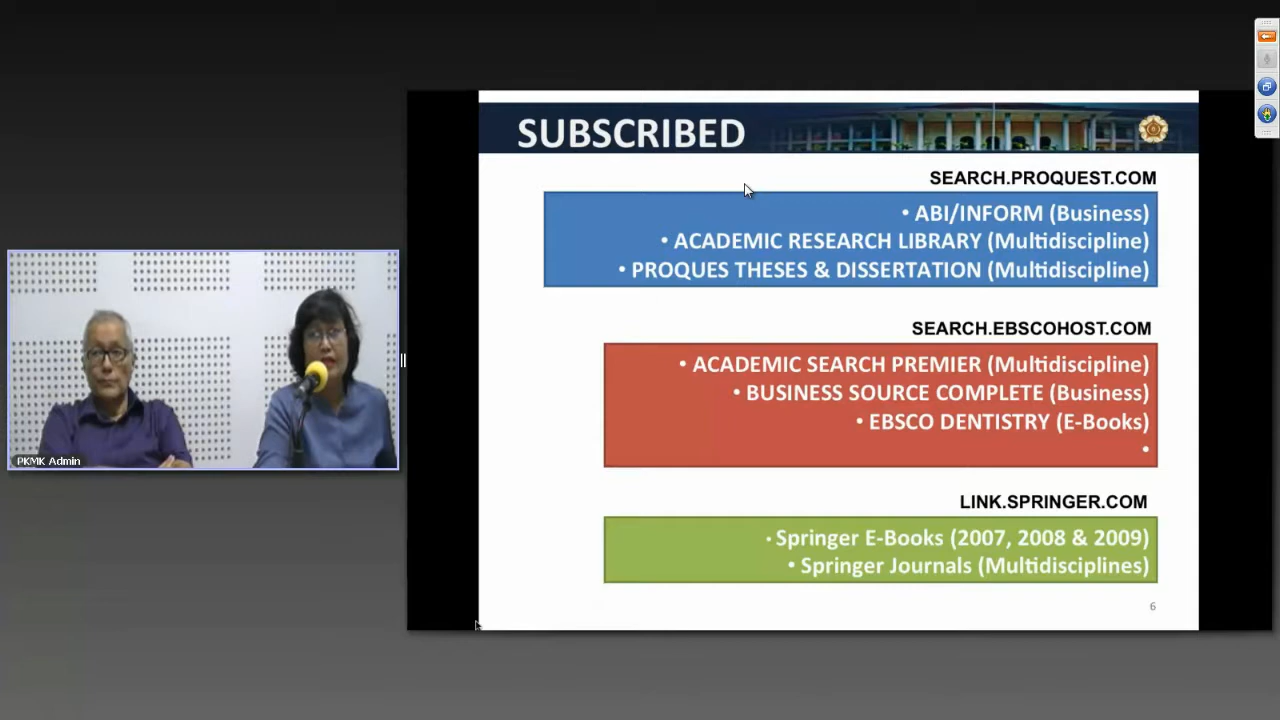 SUBSCRIBED
SEARCH.PROQUEST.COM
• ABI/INFORM (Business)
• ACADEMIC RESEARCH LIBRARY (Multidiscipline)
• PROQUES THESES & DISSERTATION (Multidiscipline)
SEARCH.EBSCOHOST.COM
• ACADEMIC SEARCH PREMIER (Multidiscipline)
• BUSINESS SOURCE COMPLETE (Business)
• EBSCO DENTISTRY (E-Books)
•
LINK.SPRINGER.COM
• Springer E-Books (2007, 2008 & 2009)
• Springer Journals (Multidisciplines)
6
PKMK Admin